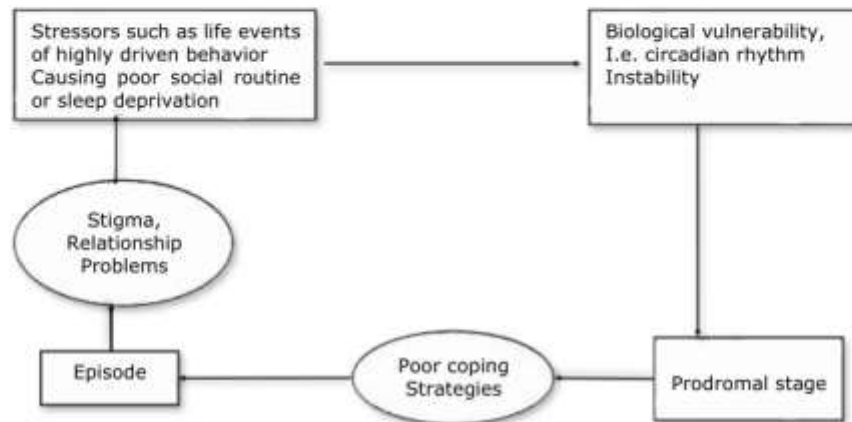 Stressors such as life events
of highly driven behavior
Causing poor social routine
or sleep deprivation
Biological vulnerability,
I.e. circadian rhythm
Instability
Stigma,
Relationship
Problems
Episode
Poor coping
Strategies
Prodromal stage